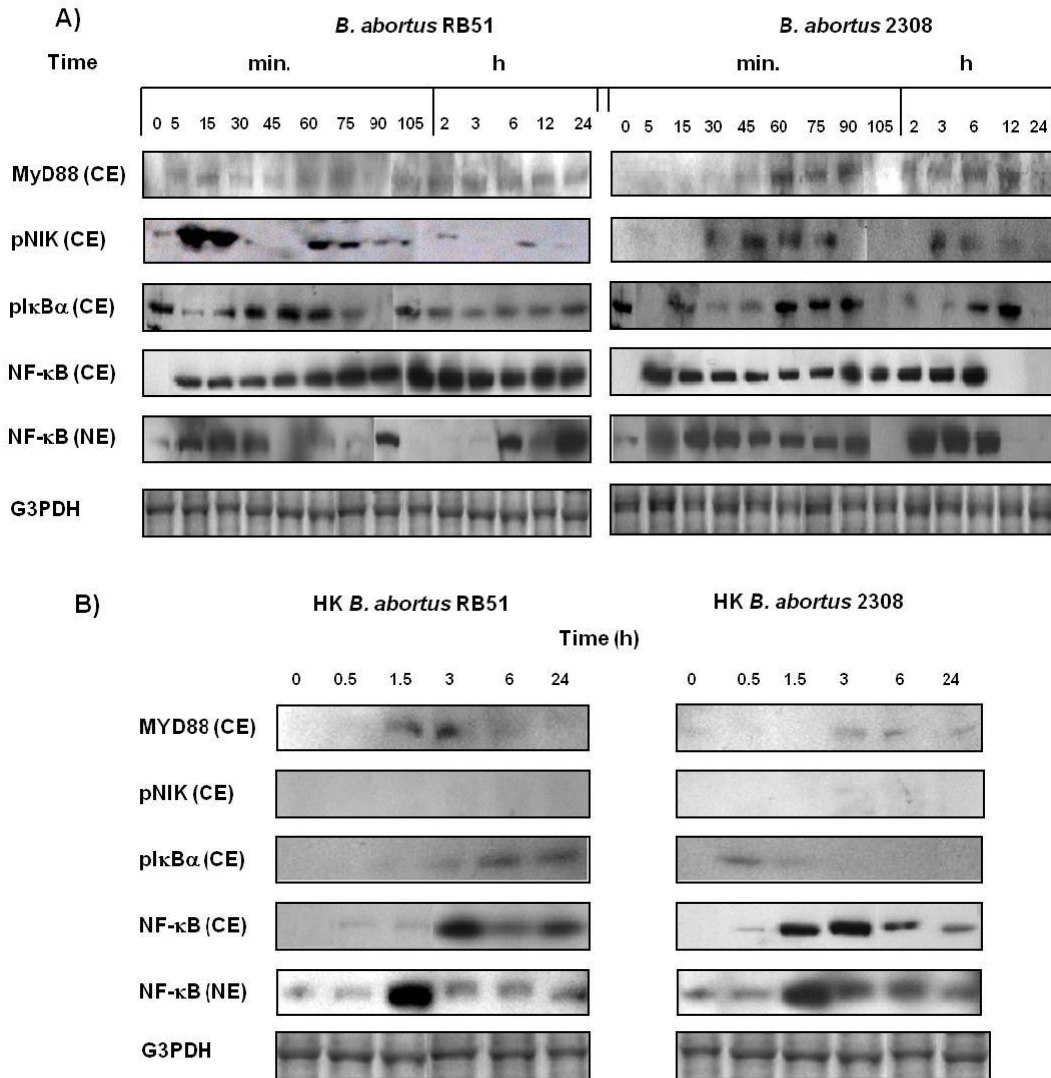 A)
B. abortus RB51 B. abortus 2308
Time min. h min. h
0 5 15 30 45 60 75 90 105 2 3 6 12 24 0 5 15 30 45 60 75 90 105 2 3 6 12 24
MyD88 (CE)
pNIK (CE)
pIκBα (CE)
NF-κB (CE)
NF-κB (NE)
G3PDH
B)
HK B. abortus RB51 HK B. abortus 2308
Time (h)
0 0.5 1.5 3 6 24 0 0.5 1.5 3 6 24
MYD88 (CE)
pNIK (CE)
pIκBα (CE)
NF-κB (CE)
NF-κB (NE)
G3PDH